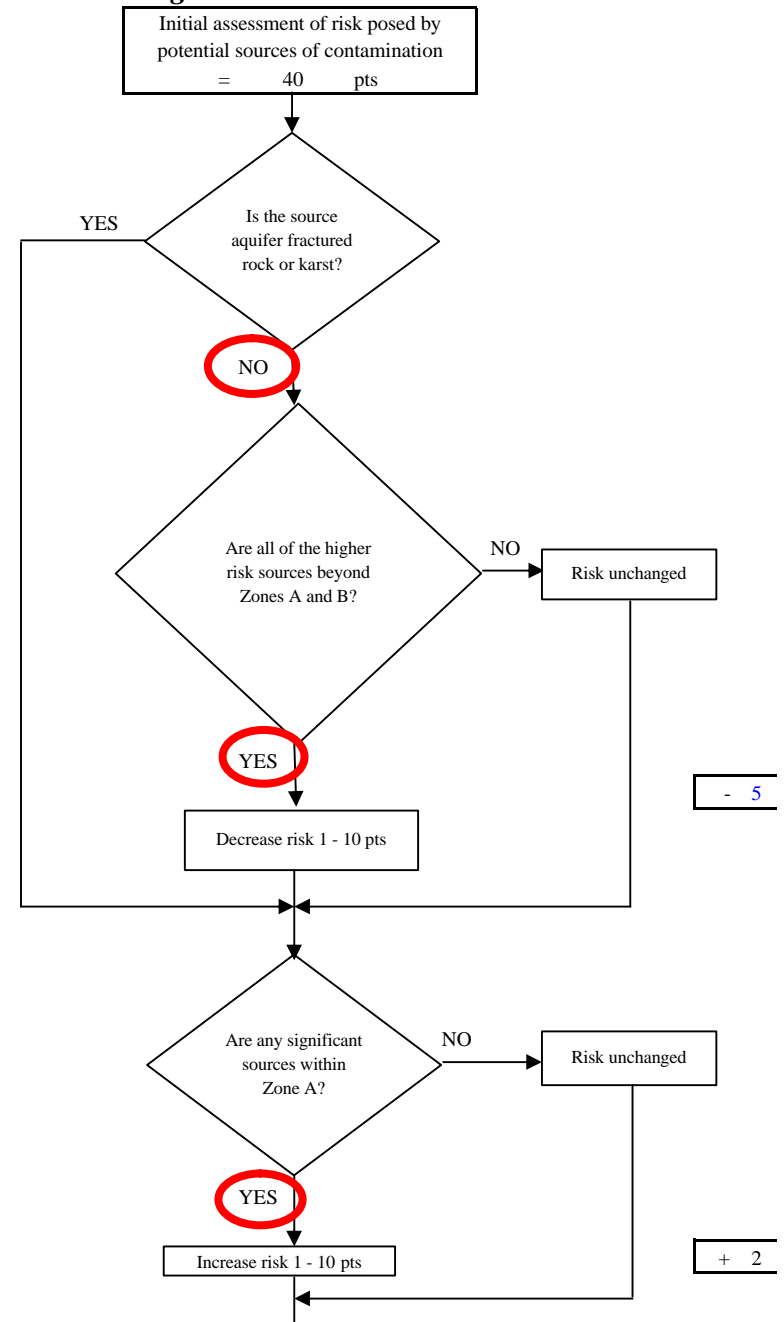 Initial assessment of risk posed by
potential sources of contamination
= 40 pts
YES
Is the source
aquifer fractured
rock or karst?
NO
Are all of the higher
risk sources beyond
Zones A and B?
NO
Risk unchanged
YES
- 5
Decrease risk 1 - 10 pts
Are any significant
sources within
Zone A?
NO
Risk unchanged
YES
Increase risk 1 - 10 pts
+ 2